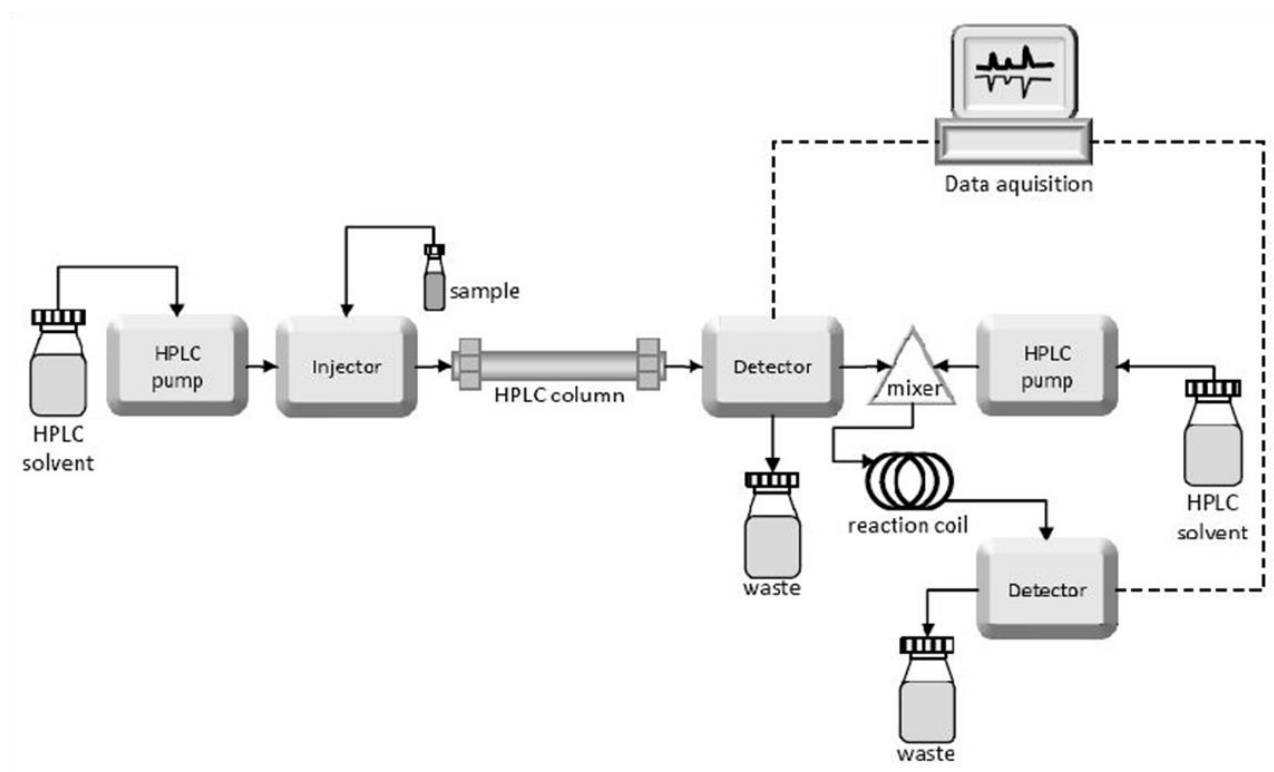 Data aquisition
sample
HPLC
pump
Injector
HPLC column
Detector
mixer
HPLC
pump
HPLC
solvent
HPLC
solvent
reaction coil
waste
Detector
waste